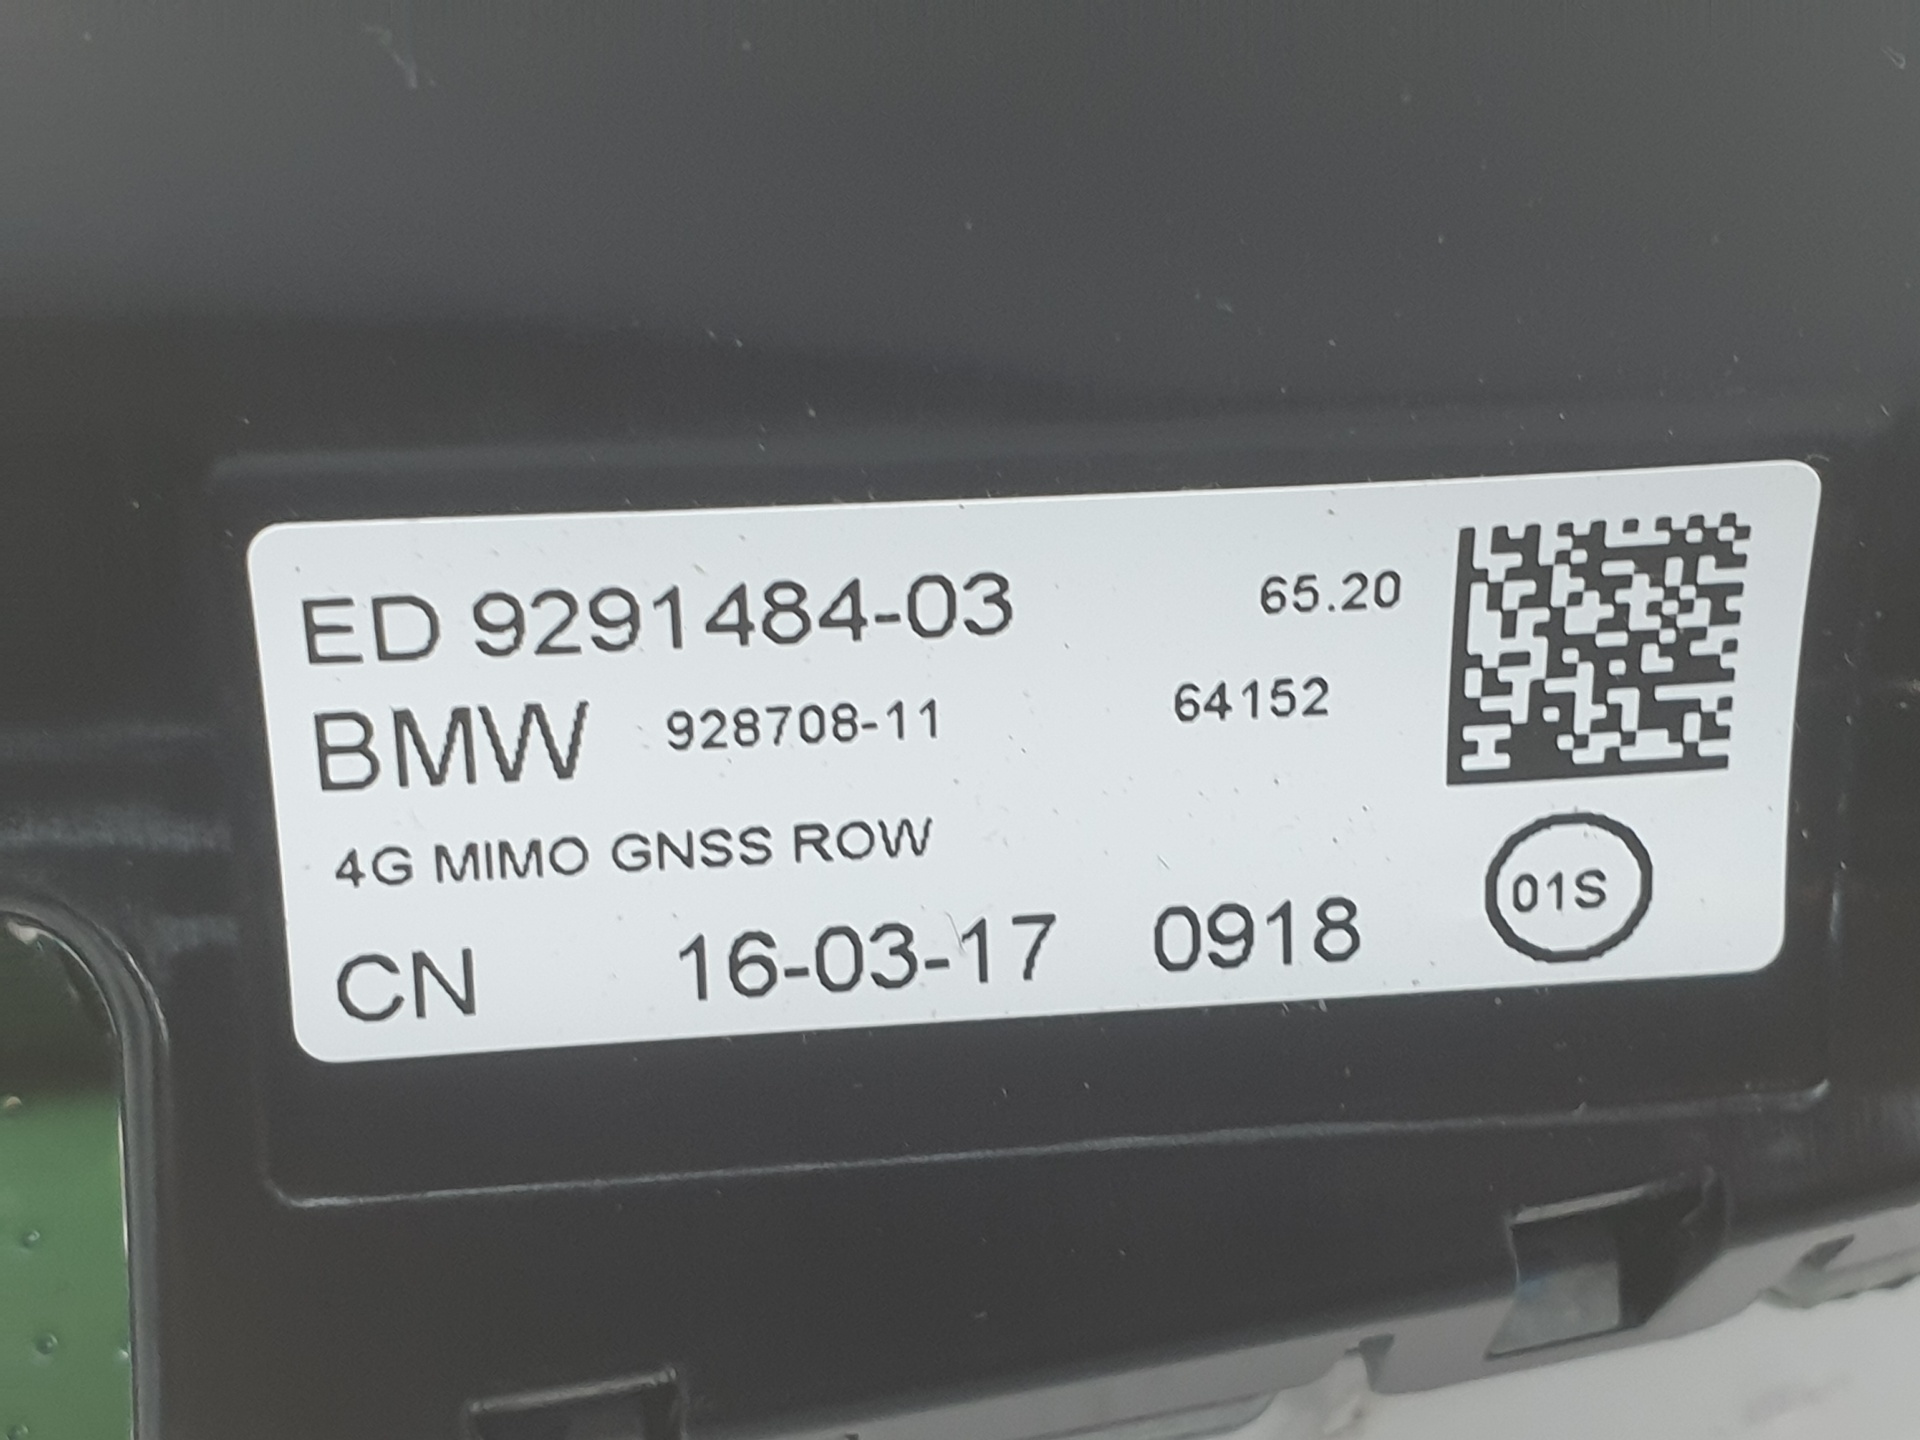 ED 9291484-03 65.20
BMW 928708-11 64152
4G MIMO GNSS ROW
CN 16-03-17 0918 01S